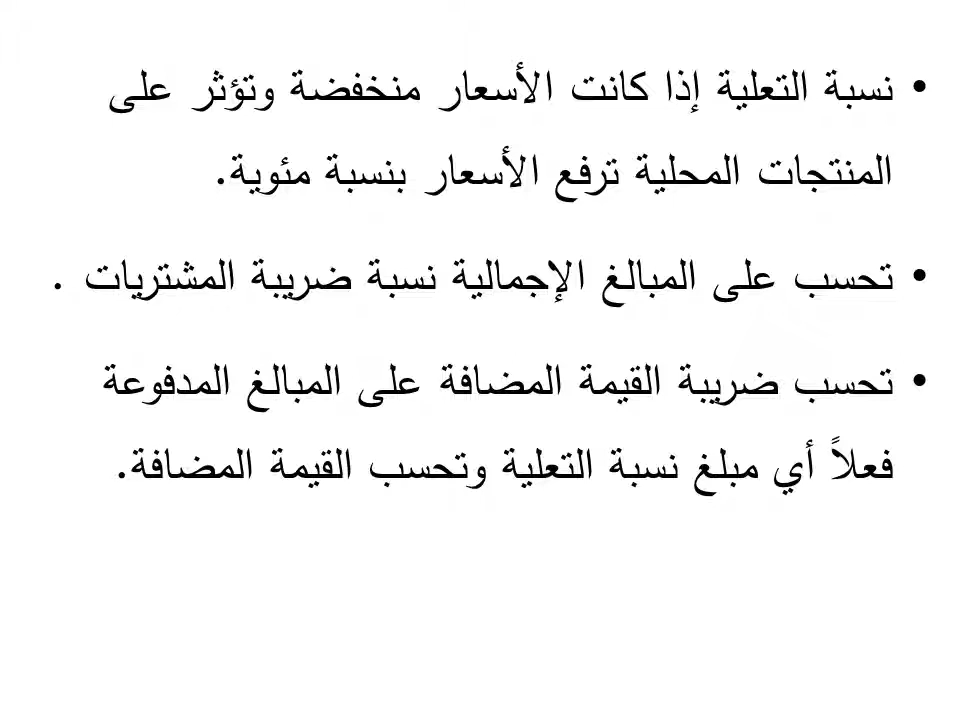 • نسبة التعلية إذا كانت الأسعار منخفضة وتؤثر على
المنتجات المحلية ترفع الأسعار بنسبة مئوية.
• تحسب على المبالغ الإجمالية نسبة ضريبة المشتريات .
• تحسب ضريبة القيمة المضافة على المبالغ المدفوعة
فعلاً أي مبلغ نسبة التعلية وتحسب القيمة المضافة.